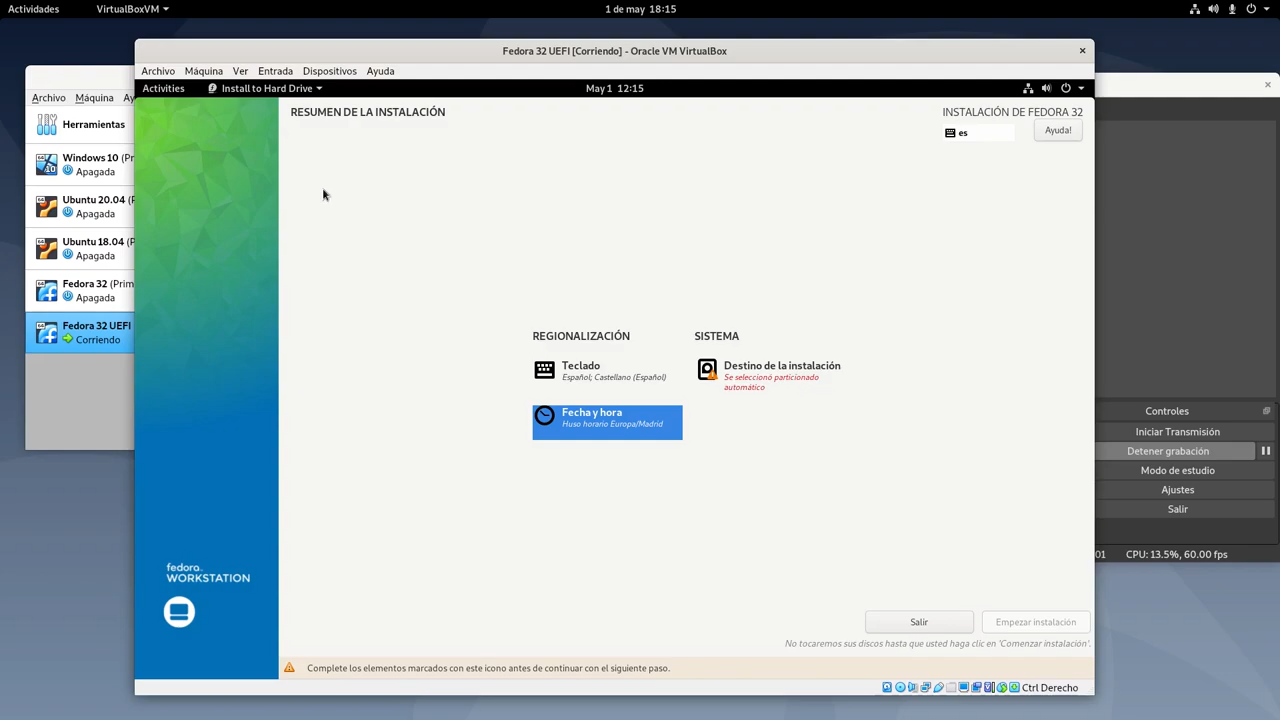 Actividades
VirtualBoxVM
1 de may 18:15
Fedora 32 UEFI [Corriendo] - Oracle VM VirtualBox
Archivo Máquina Ver Entrada Dispositivos Ayuda
Activities
Install to Hard Drive
May 1 12:15
Archivo Máquina
Herramientas
Windows 10
Apagada
Ubuntu 20.04
Apagada
Ubuntu 18.04
Apagada
Fedora 32 (Prim
Apagada
Fedora 32 UEFI
Corriendo
RESUMEN DE LA INSTALACIÓN
INSTALACIÓN DE FEDORA 32
es
Ayuda!
REGIONALIZACIÓN
Teclado
Español; Castellano (Español)
Fecha y hora
Huso horario Europa/Madrid
SISTEMA
Destino de la instalación
Se seleccionó particionado
automático
fedora
WORKSTATION
Salir
Empezar instalación
No tocaremos sus discos hasta que usted haga clic en 'Comenzar instalación'.
Complete los elementos marcados con este icono antes de continuar con el siguiente paso.
Ctrl Derecho
Controles
Iniciar Transmisión
Detener grabación
Modo de estudio
Ajustes
Salir
01 CPU: 13.5%, 60.00 fps